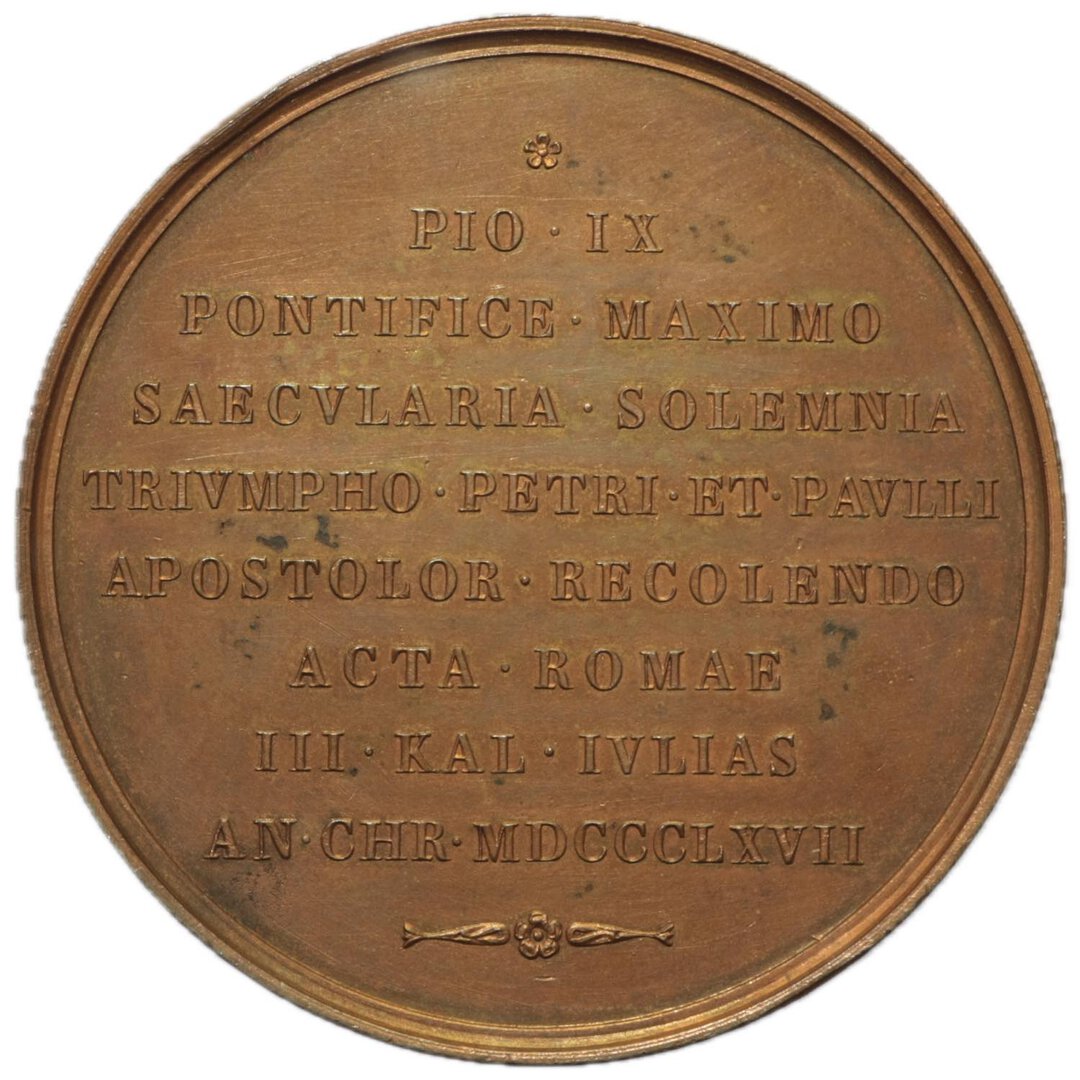 PIO · IX
PONTIFICE · MAXIMO
SAECVLARIA · SOLEMNIA
TRIVMPHO · PETRI · ET · PAVLLI
APOSTOLOR · RECOLENDO
ACTA · ROMAE
III · KAL · IVLIAS
AN · CHR · MDCCCLXVII